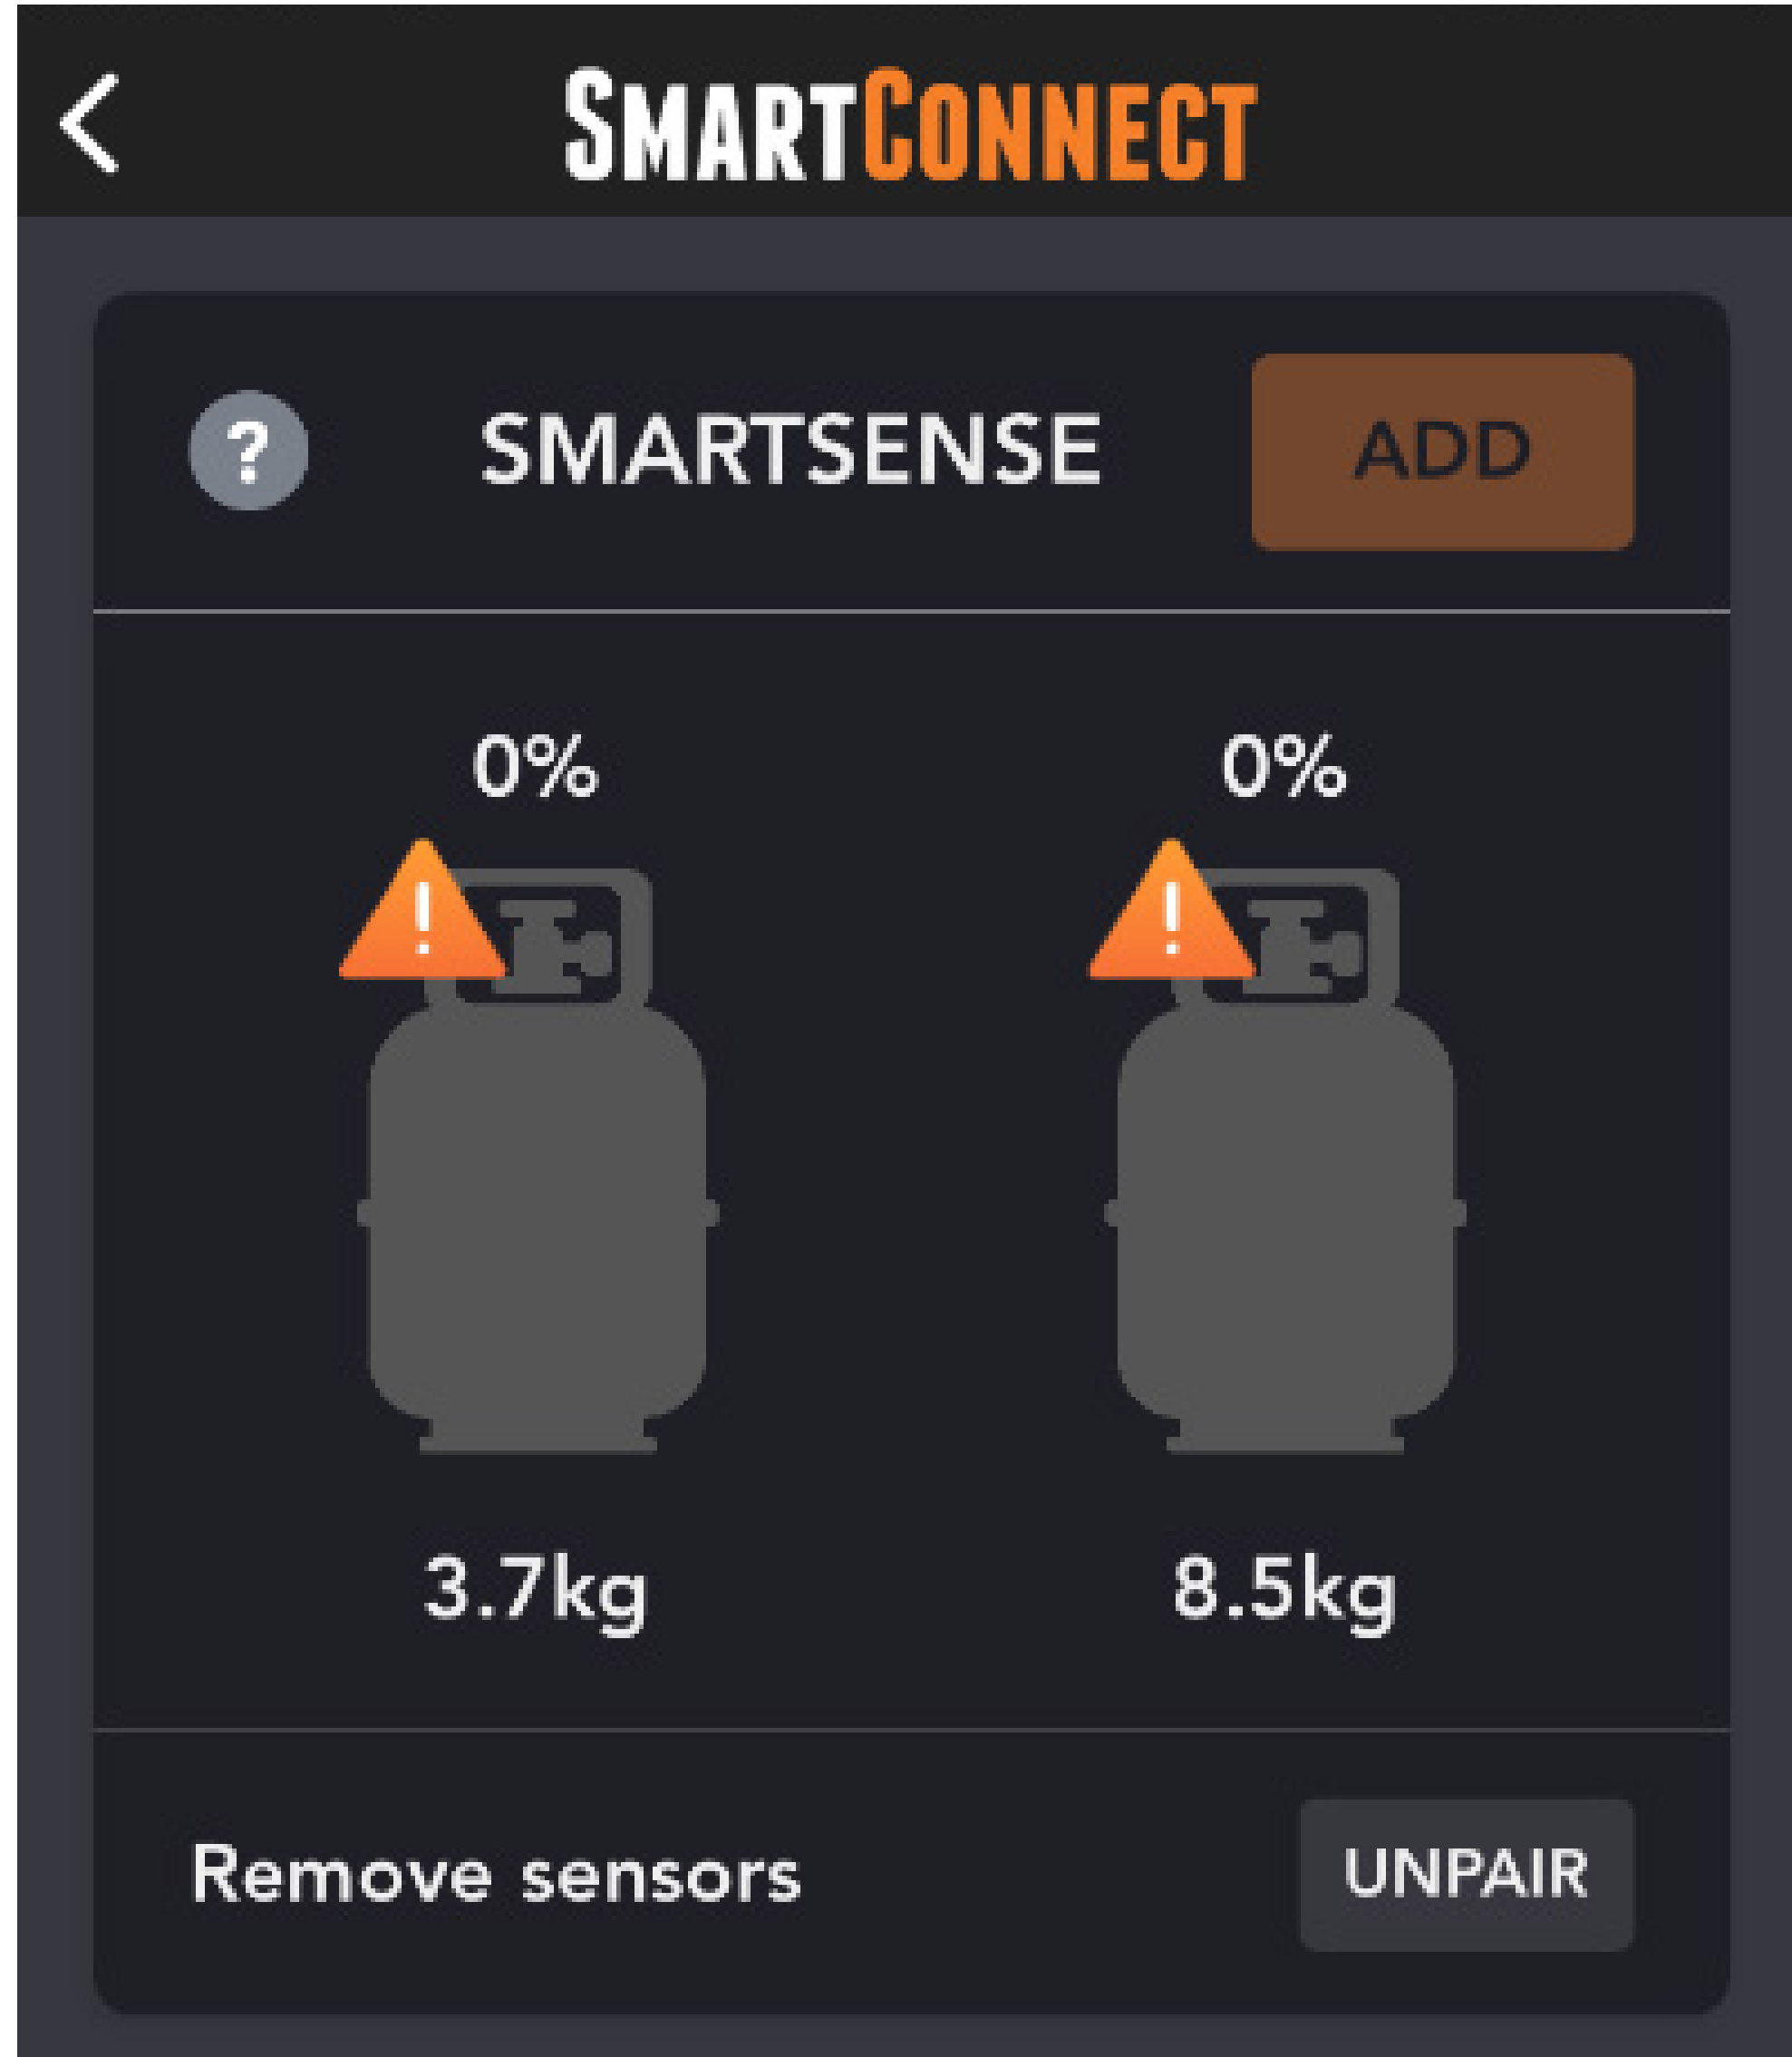 SMARTCONNECT
? SMARTSENSE ADD
0% 0%
! !
3.7kg 8.5kg
Remove sensors UNPAIR